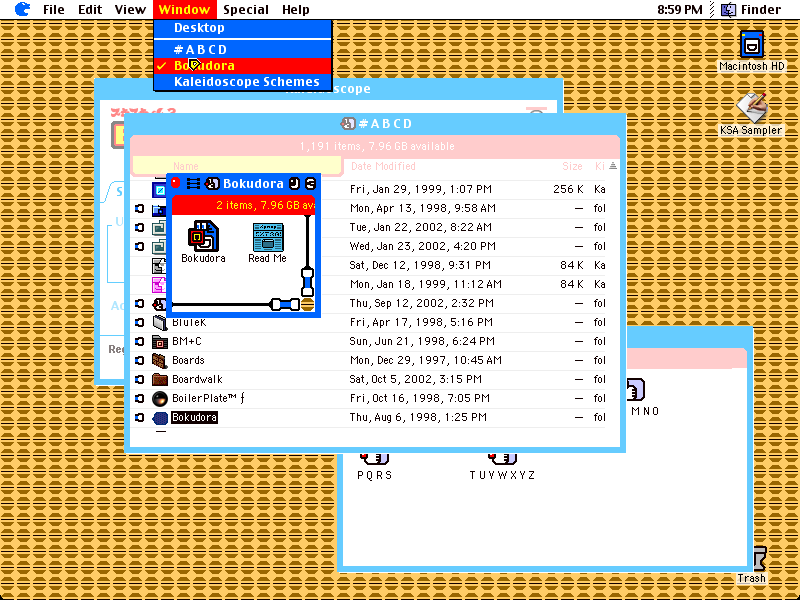 File Edit View Window Special Help 8:59 PM Finder
Desktop
#ABCD
Bokudora
Kaleidoscope Schemes
Macintosh HD
KSA Sampler
#ABCD
1,191 items, 7.96 GB available
Name Date Modified Size Ki
Fri, Jan 29, 1999, 1:07 PM 256 K Ka
Mon, Apr 13, 1998, 9:58 AM — fol
Tue, Jan 22, 2002, 8:22 AM — fol
Wed, Jan 23, 2002, 4:20 PM — fol
Sat, Dec 12, 1998, 9:31 PM 84 K Ka
Mon, Jan 18, 1999, 11:12 AM 84 K Ka
Thu, Sep 12, 2002, 2:32 PM — fol
BluTeK Fri, Apr 17, 1998, 5:16 PM — fol
BM+C Sun, Jun 21, 1998, 6:24 PM — fol
Boards Mon, Dec 29, 1997, 10:45 AM — fol
Boardwalk Sat, Oct 5, 2002, 3:15 PM — fol
BoilerPlate™ ƒ Fri, Oct 16, 1998, 7:05 PM — fol
Bokudora Thu, Aug 6, 1998, 1:25 PM — fol
Bokudora
2 items, 7.96 GB av
Bokudora Read Me
MNO
PQRS TUVWXYZ
Trash